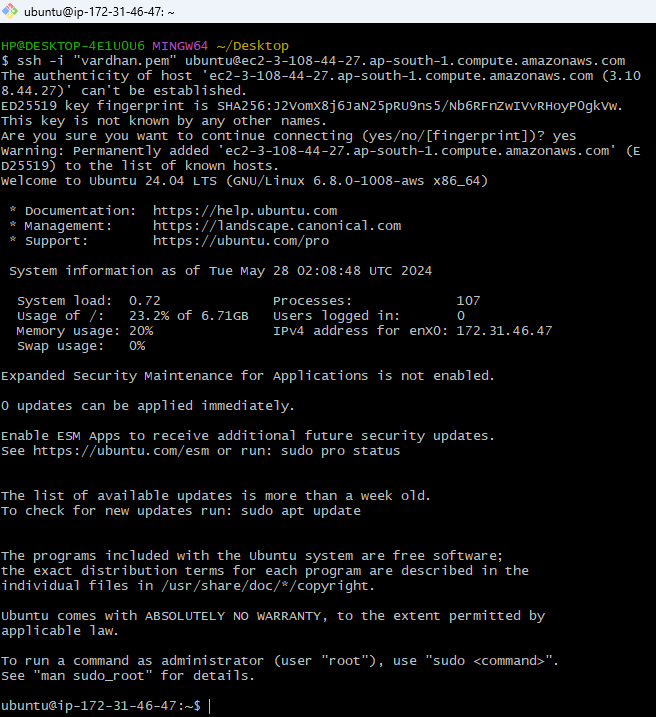 ubuntu@ip-172-31-46-47: ~
HP@DESKTOP-4E1UOU6 MINGW64 ~/Desktop
$ ssh -i "vardhan.pem" ubuntu@ec2-3-108-44-27.ap-south-1.compute.amazonaws.com
The authenticity of host 'ec2-3-108-44-27.ap-south-1.compute.amazonaws.com (3.10
8.44.27)' can't be established.
ED25519 key fingerprint is SHA256:J2VomX8j6JaN25pRU9ns5/Nb6RFnZwIVvRHoyP0gkVw.
This key is not known by any other names.
Are you sure you want to continue connecting (yes/no/[fingerprint])? yes
Warning: Permanently added 'ec2-3-108-44-27.ap-south-1.compute.amazonaws.com' (E
D25519) to the list of known hosts.
Welcome to Ubuntu 24.04 LTS (GNU/Linux 6.8.0-1008-aws x86_64)
* Documentation:  https://help.ubuntu.com
* Management:     https://landscape.canonical.com
* Support:        https://ubuntu.com/pro
System information as of Tue May 28 02:08:48 UTC 2024
System load:  0.72              Processes:             107
Usage of /:   23.2% of 6.71GB   Users logged in:       0
Memory usage: 20%               IPv4 address for enX0: 172.31.46.47
Swap usage:   0%
Expanded Security Maintenance for Applications is not enabled.
0 updates can be applied immediately.
Enable ESM Apps to receive additional future security updates.
See https://ubuntu.com/esm or run: sudo pro status
The list of available updates is more than a week old.
To check for new updates run: sudo apt update
The programs included with the Ubuntu system are free software;
the exact distribution terms for each program are described in the
individual files in /usr/share/doc/*/copyright.
Ubuntu comes with ABSOLUTELY NO WARRANTY, to the extent permitted by
applicable law.
To run a command as administrator (user "root"), use "sudo <command>".
See "man sudo_root" for details.
ubuntu@ip-172-31-46-47:~$